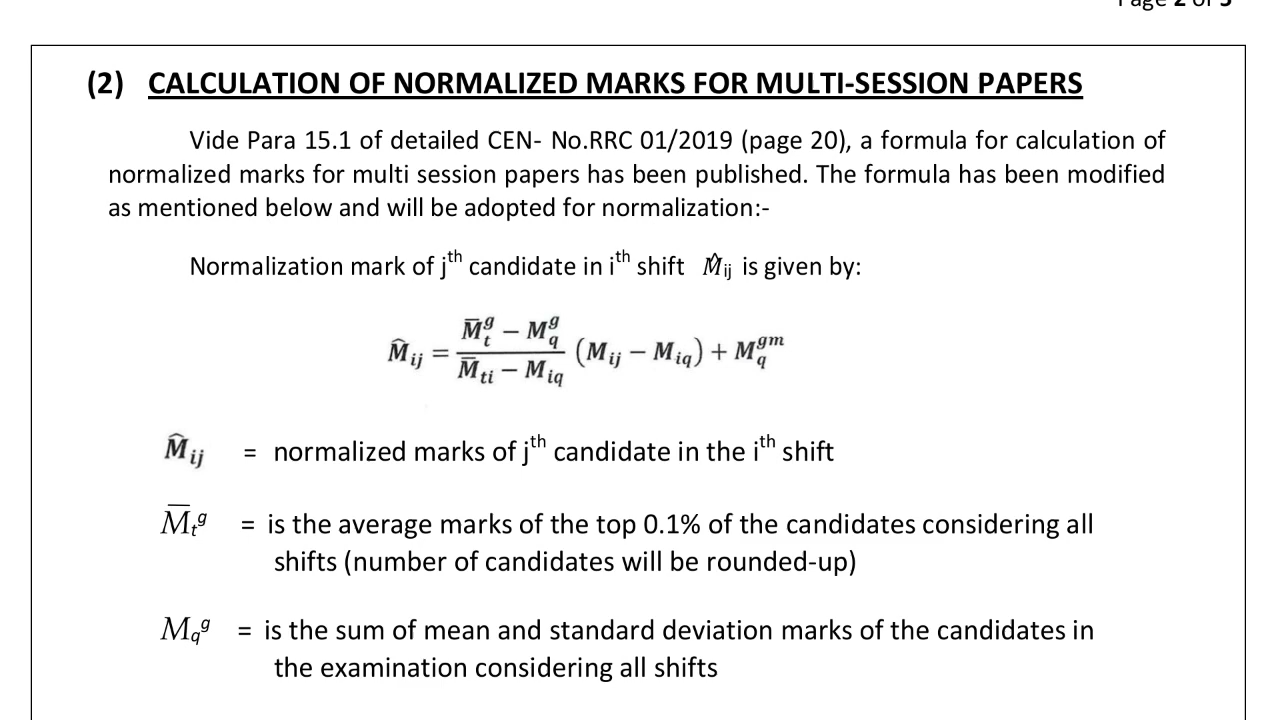 Page 2 of 5
(2) CALCULATION OF NORMALIZED MARKS FOR MULTI-SESSION PAPERS
Vide Para 15.1 of detailed CEN- No.RRC 01/2019 (page 20), a formula for calculation of
normalized marks for multi session papers has been published. The formula has been modified
as mentioned below and will be adopted for normalization:-
Normalization mark of jᵗʰ candidate in iᵗʰ shift M̂ij is given by:
M̂ij = (M̄tᵍ − Mqᵍ) / (M̄ti − Miq) (Mij − Miq) + Mqᵍᵐ
M̂ij = normalized marks of jᵗʰ candidate in the iᵗʰ shift
M̄tᵍ = is the average marks of the top 0.1% of the candidates considering all
shifts (number of candidates will be rounded-up)
Mqᵍ = is the sum of mean and standard deviation marks of the candidates in
the examination considering all shifts